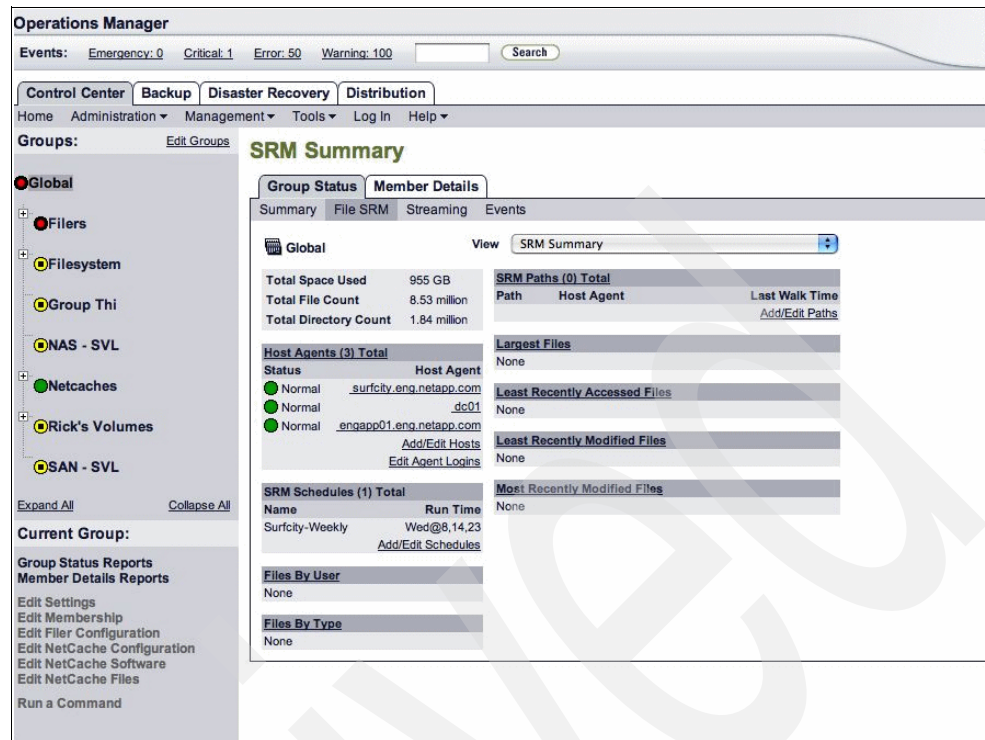 Operations Manager
Events: Emergency: 0 Critical: 1 Error: 50 Warning: 100 Search
Control Center Backup Disaster Recovery Distribution
Home Administration Management Tools Log In Help
Groups: Edit Groups
Global
Filers
Filesystem
Group Thi
NAS - SVL
Netcaches
Rick's Volumes
SAN - SVL
Expand All Collapse All
Current Group:
Group Status Reports
Member Details Reports
Edit Settings
Edit Membership
Edit Filer Configuration
Edit NetCache Configuration
Edit NetCache Software
Edit NetCache Files
Run a Command
SRM Summary
Group Status Member Details
Summary File SRM Streaming Events
Global View SRM Summary
Total Space Used 955 GB
Total File Count 8.53 million
Total Directory Count 1.84 million
Host Agents (3) Total
Status Host Agent
Normal surfcity.eng.netapp.com
Normal dc01
Normal engapp01.eng.netapp.com
Add/Edit Hosts
Edit Agent Logins
SRM Schedules (1) Total
Name Run Time
Surfcity-Weekly Wed@8,14,23
Add/Edit Schedules
Files By User
None
Files By Type
None
SRM Paths (0) Total
Path Host Agent Last Walk Time
Add/Edit Paths
Largest Files
None
Least Recently Accessed Files
None
Least Recently Modified Files
None
Most Recently Modified Files
None